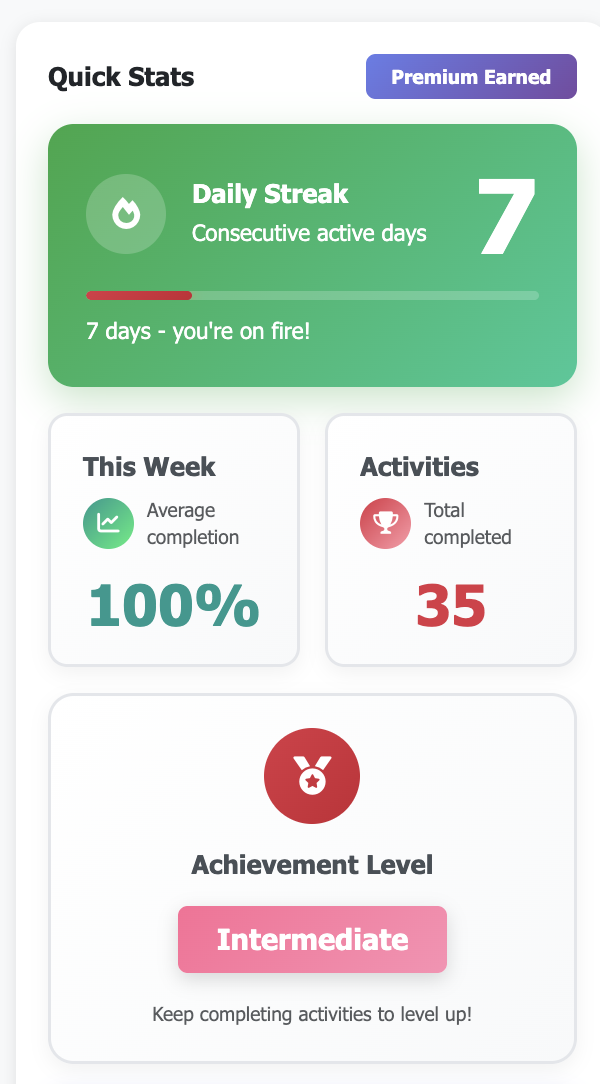 Quick Stats
Premium Earned
Daily Streak
Consecutive active days
7
7 days - you're on fire!
This Week
Average
completion
100%
Activities
Total
completed
35
Achievement Level
Intermediate
Keep completing activities to level up!